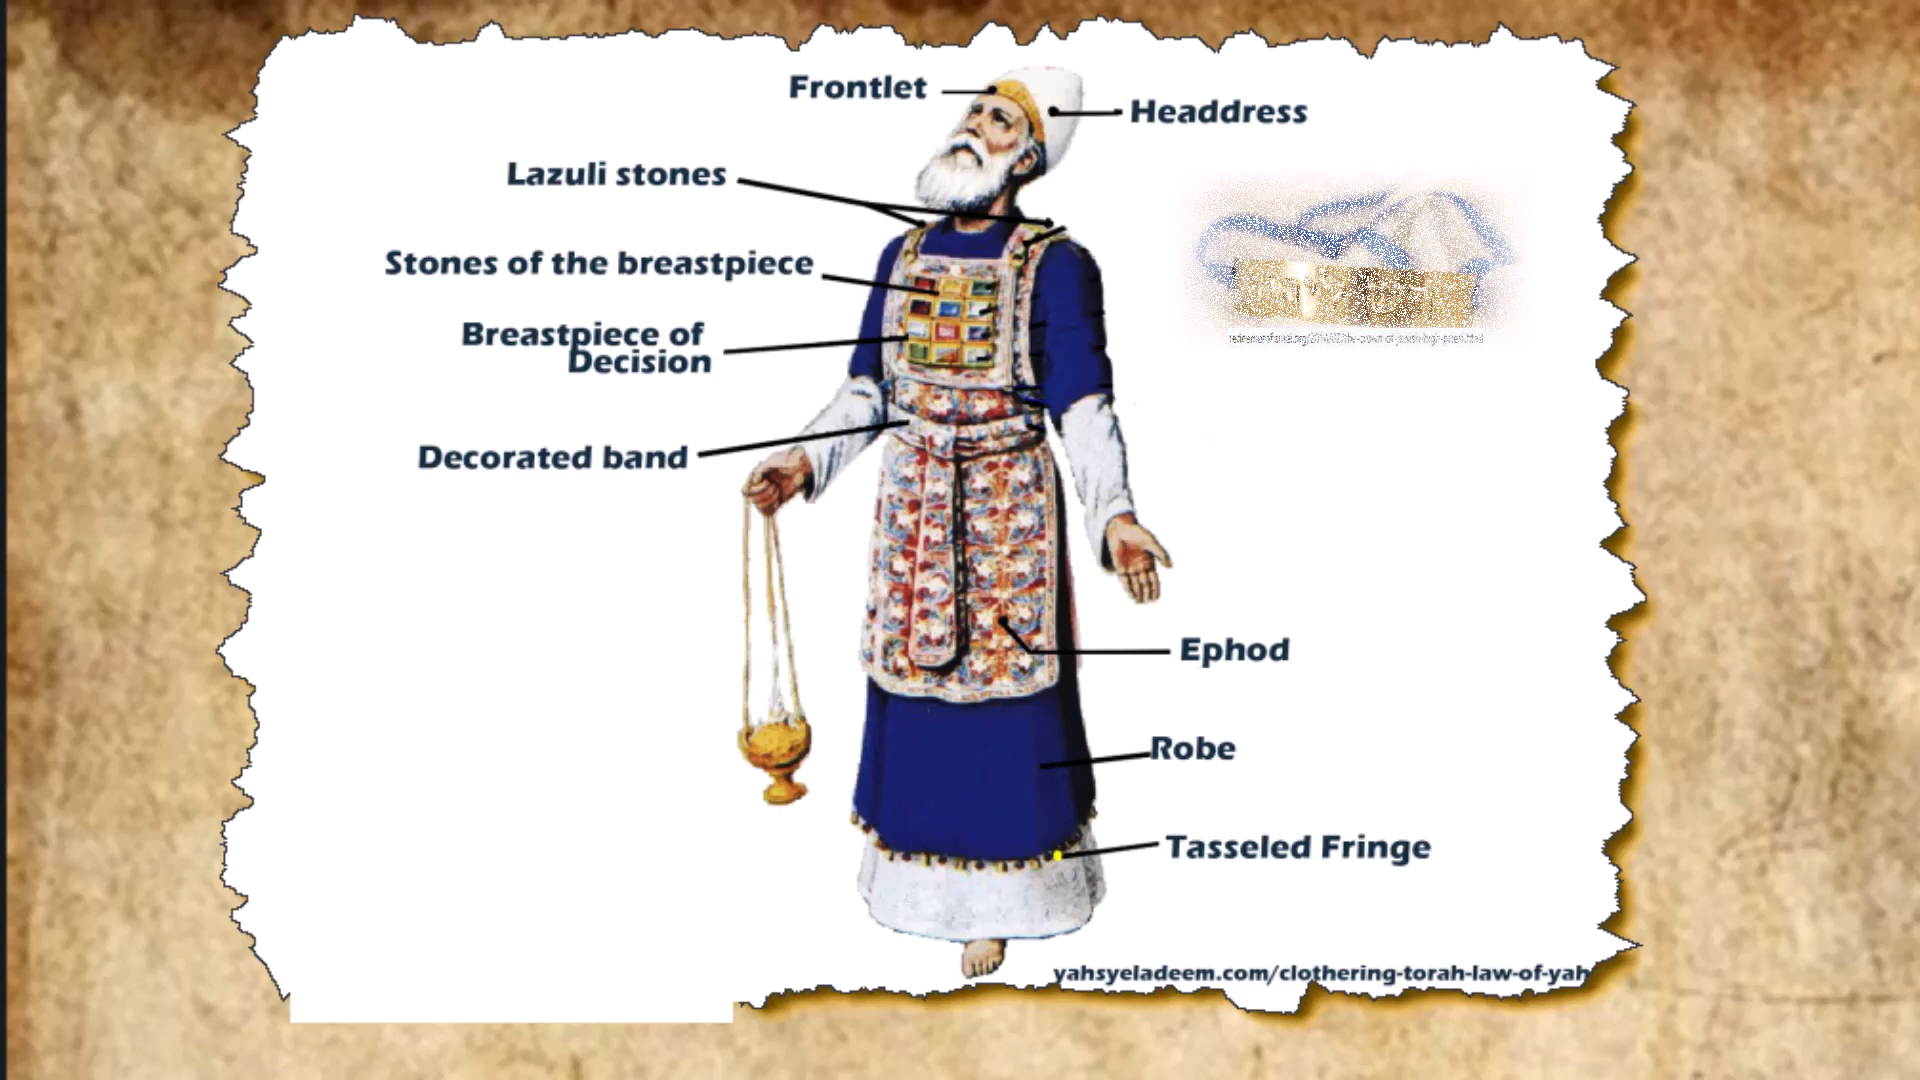 Frontlet
Headdress
Lazuli stones
Stones of the breastpiece
Breastpiece of
Decision
Decorated band
Ephod
Robe
Tasseled Fringe
yahsyeladeem.com/clothering-torah-law-of-yah